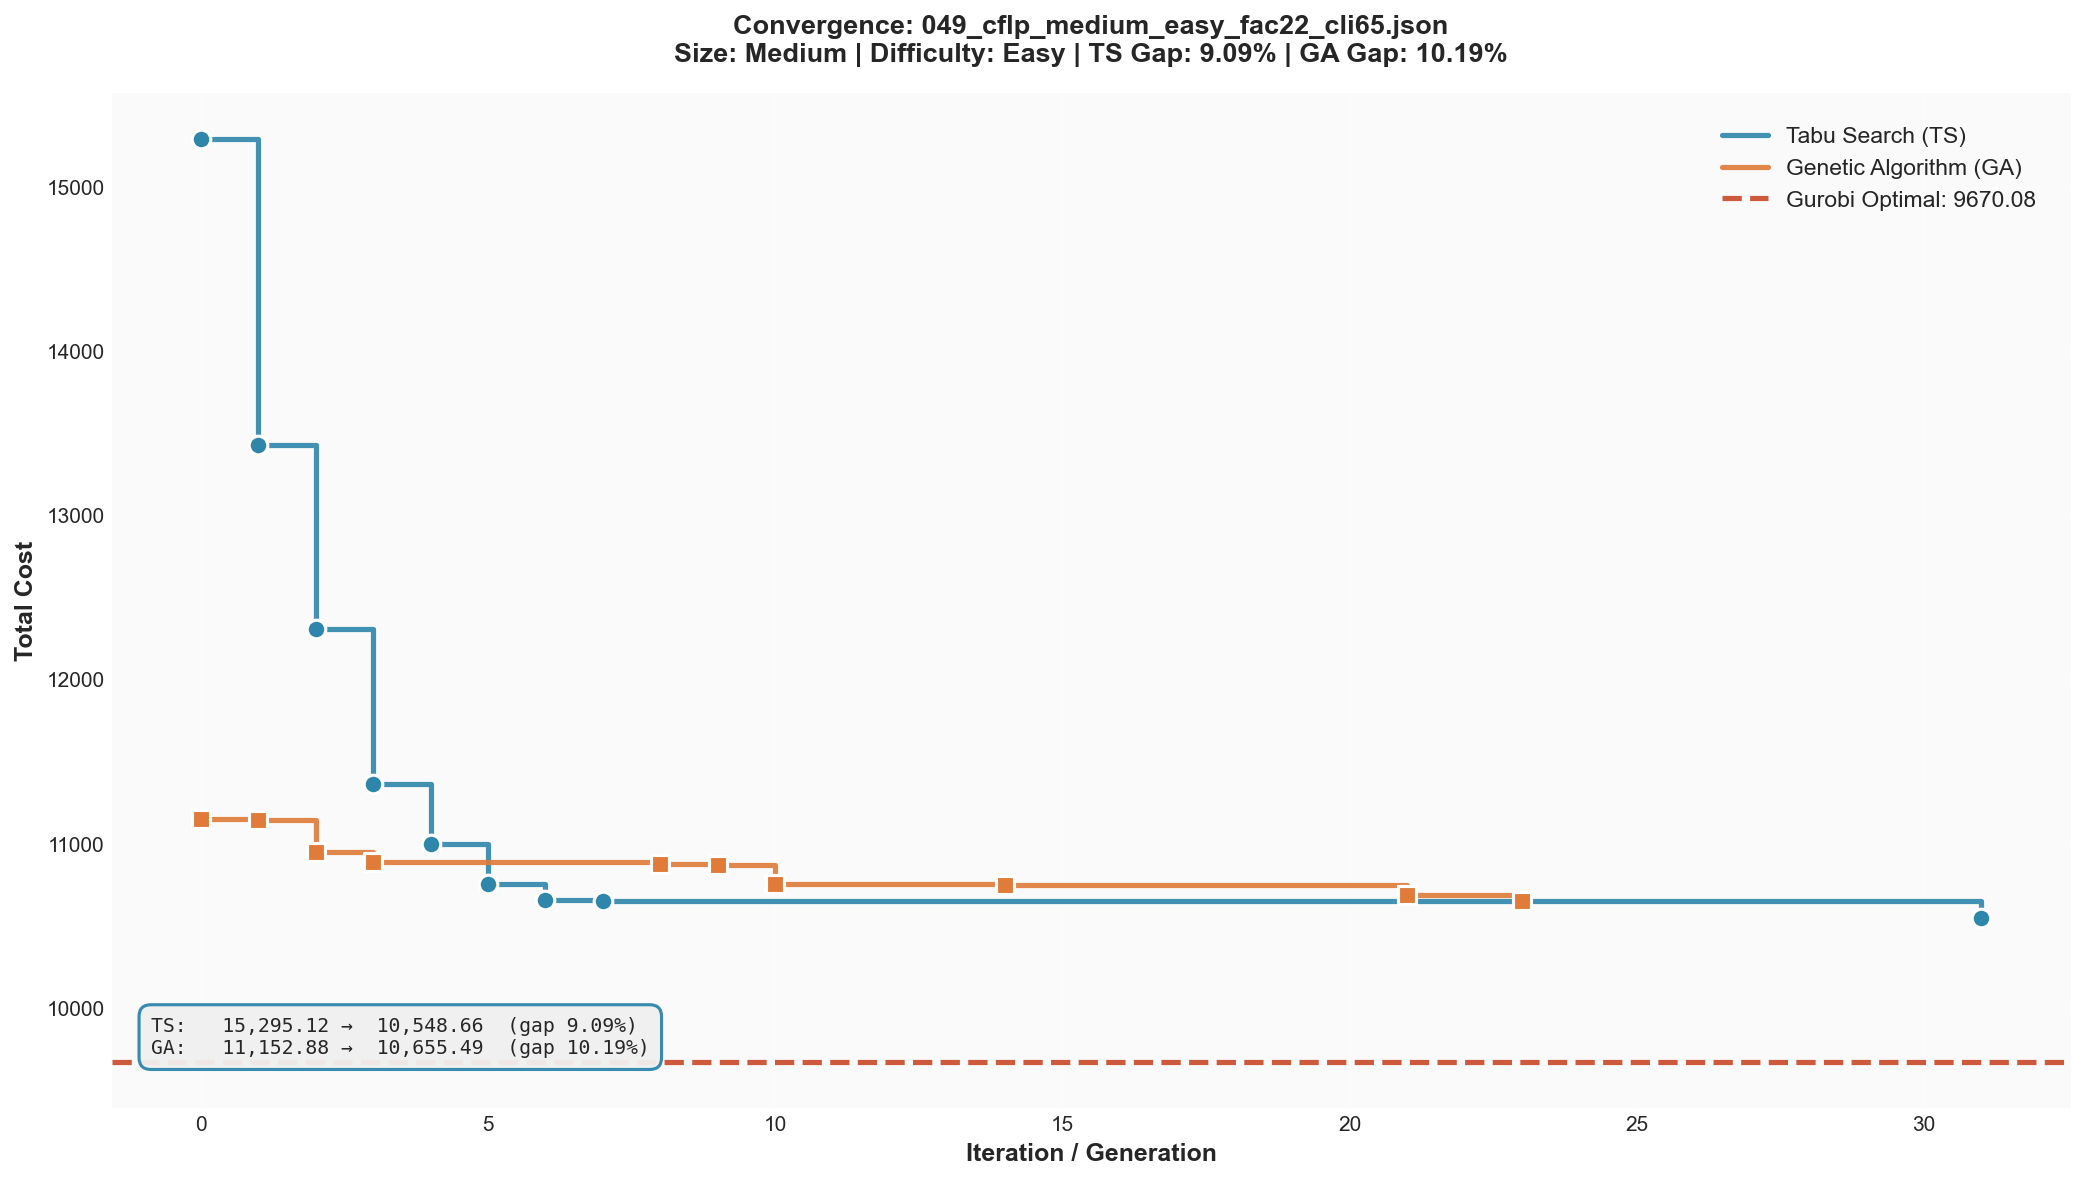 Convergence: 049_cflp_medium_easy_fac22_cli65.json
Size: Medium | Difficulty: Easy | TS Gap: 9.09% | GA Gap: 10.19%
Tabu Search (TS)
Genetic Algorithm (GA)
Gurobi Optimal: 9670.08
Total Cost
15000
14000
13000
12000
11000
10000
TS: 15,295.12 → 10,548.66 (gap 9.09%)
GA: 11,152.88 → 10,655.49 (gap 10.19%)
0 5 10 15 20 25 30
Iteration / Generation